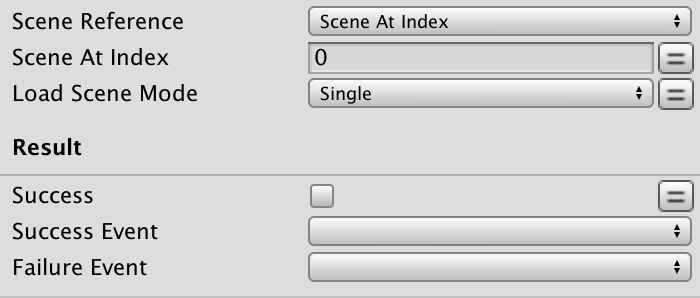 Scene Reference Scene At Index
Scene At Index 0
Load Scene Mode Single
Result
Success
Success Event
Failure Event